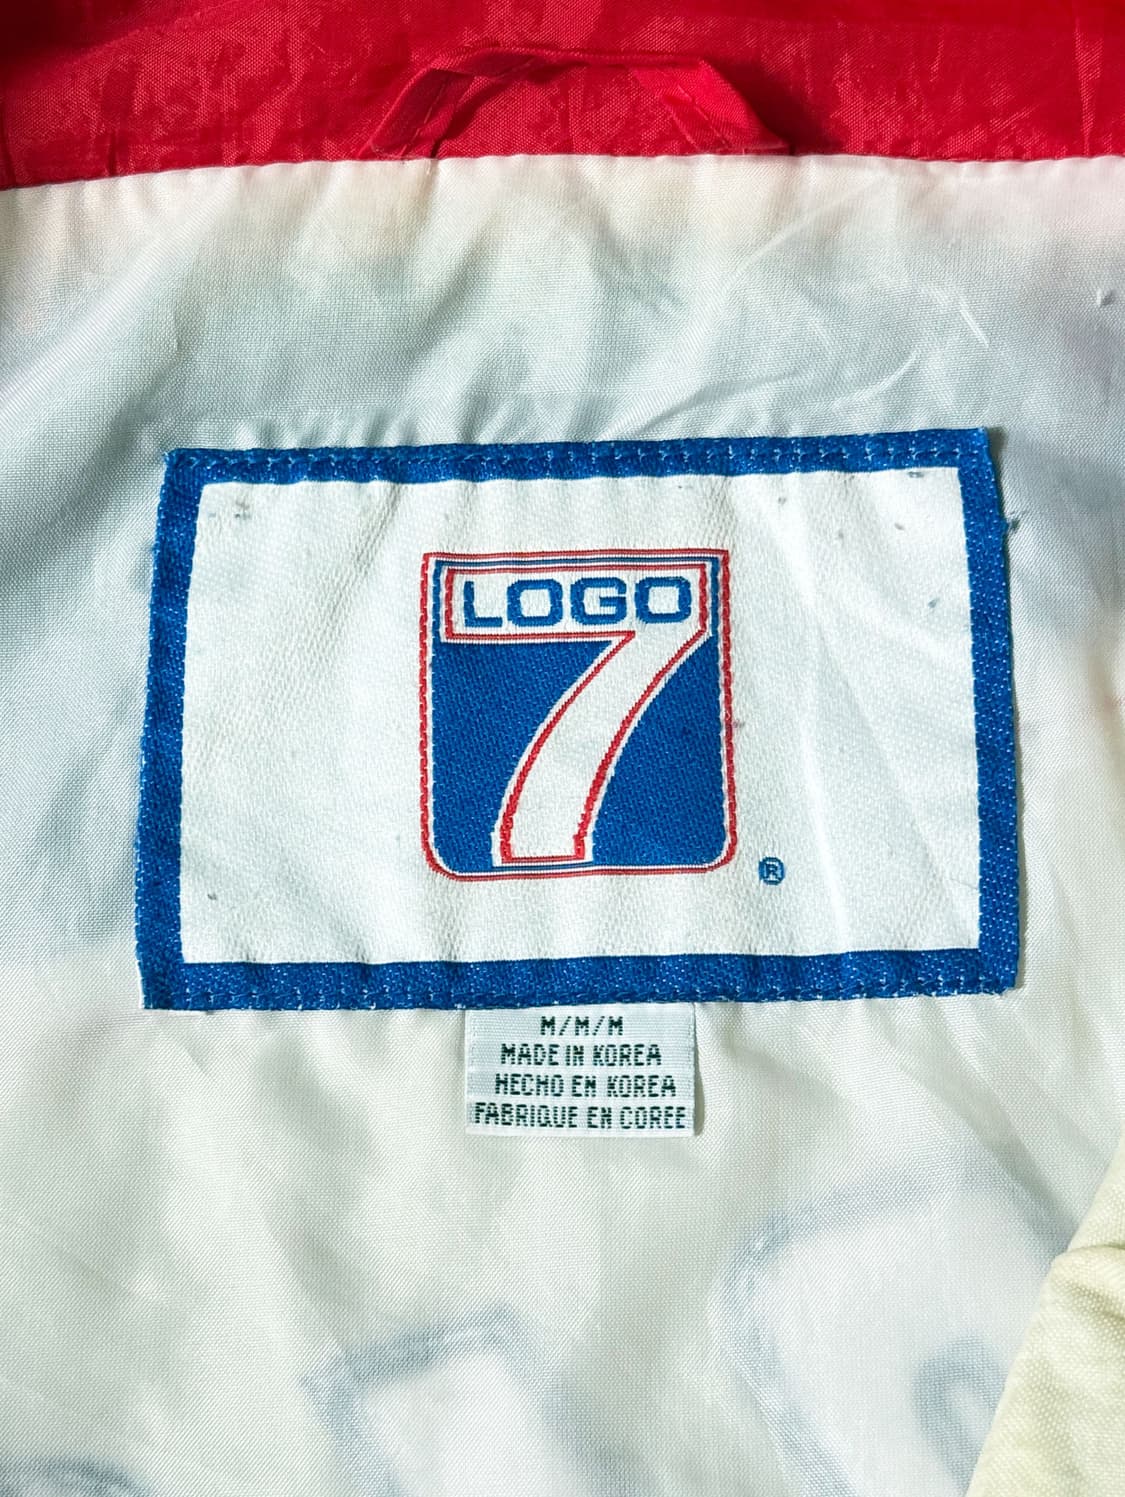 LOGO
7
®
M/M/M
MADE IN KOREA
HECHO EN KOREA
FABRIQUE EN COREE